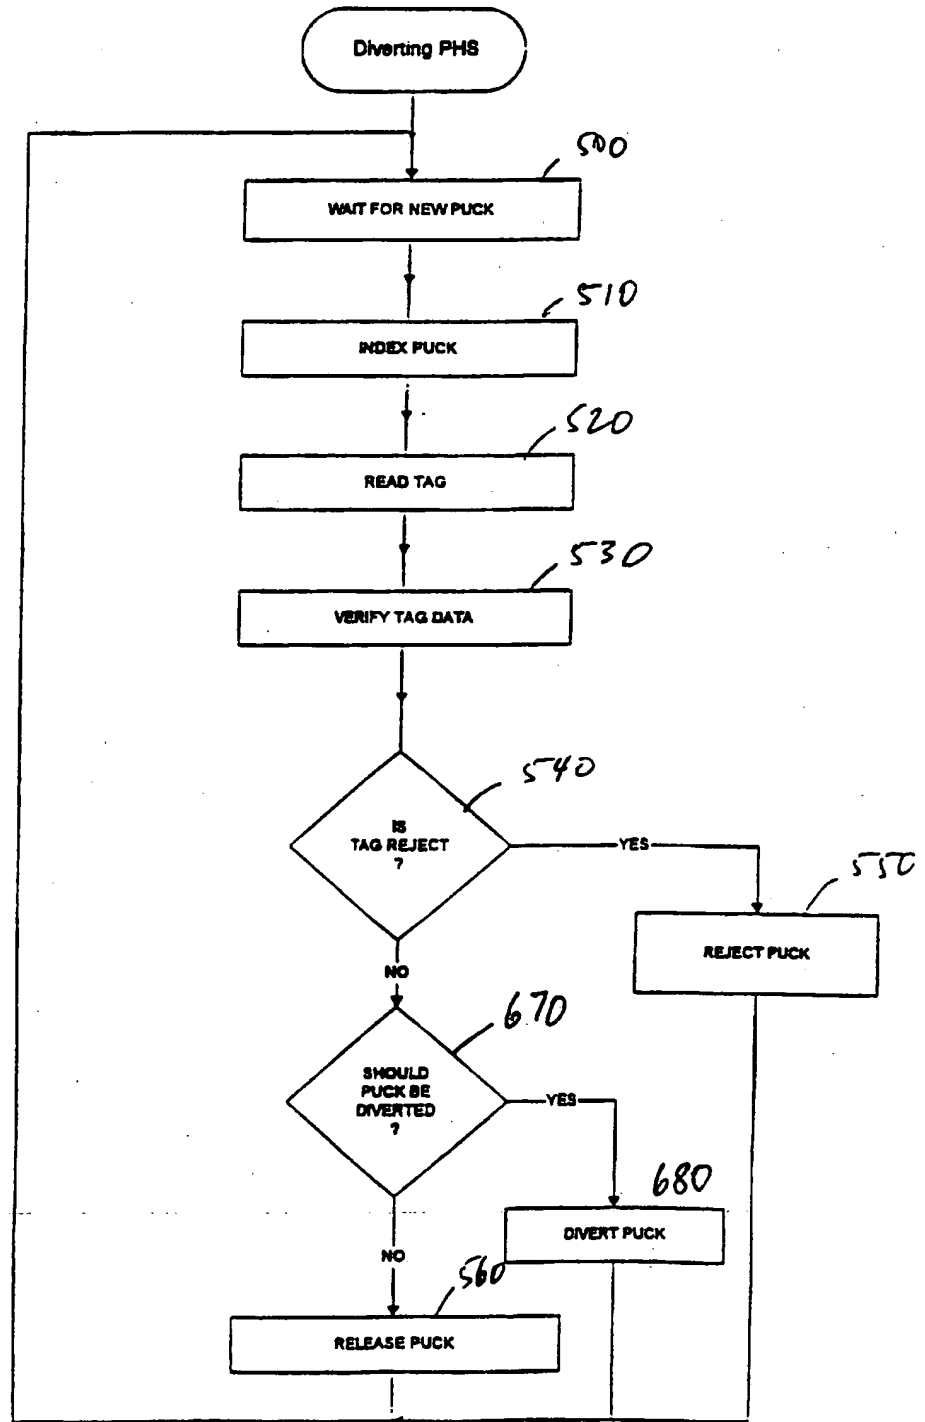 Diverting PHS
500
WAIT FOR NEW PUCK
510
INDEX PUCK
520
READ TAG
530
VERIFY TAG DATA
540
IS
TAG REJECT
?
YES
550
REJECT PUCK
NO
670
SHOULD
PUCK BE
DIVERTED
?
YES
680
DIVERT PUCK
NO
560
RELEASE PUCK